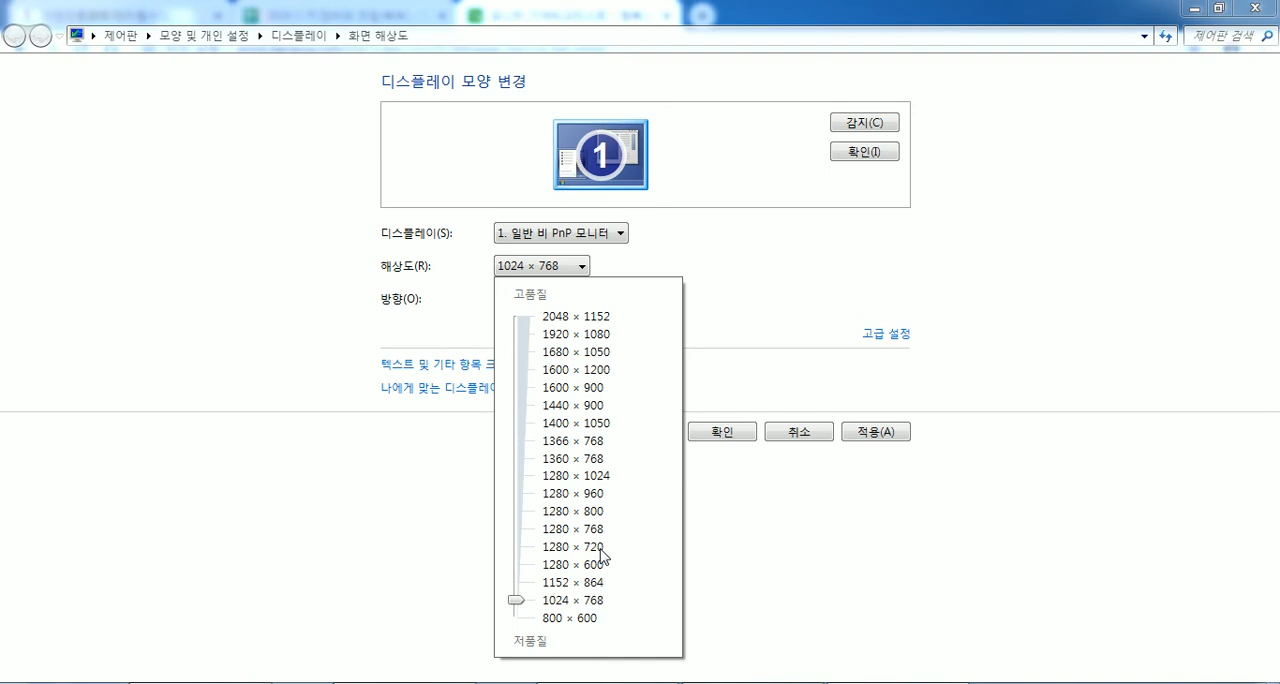 제어판 모양 및 개인 설정 디스플레이 화면 해상도 제어판 검색
디스플레이 모양 변경
1
감지(C)
확인(I)
디스플레이(S): 1. 일반 비 PnP 모니터
해상도(R): 1024 × 768
방향(O):
고품질
2048 × 1152
1920 × 1080
1680 × 1050
1600 × 1200
1600 × 900
1440 × 900
1400 × 1050
1366 × 768
1360 × 768
1280 × 1024
1280 × 960
1280 × 800
1280 × 768
1280 × 720
1280 × 600
1152 × 864
1024 × 768
800 × 600
저품질
고급 설정
텍스트 및 기타 항목
나에게 맞는 디스플레이
확인 취소 적용(A)